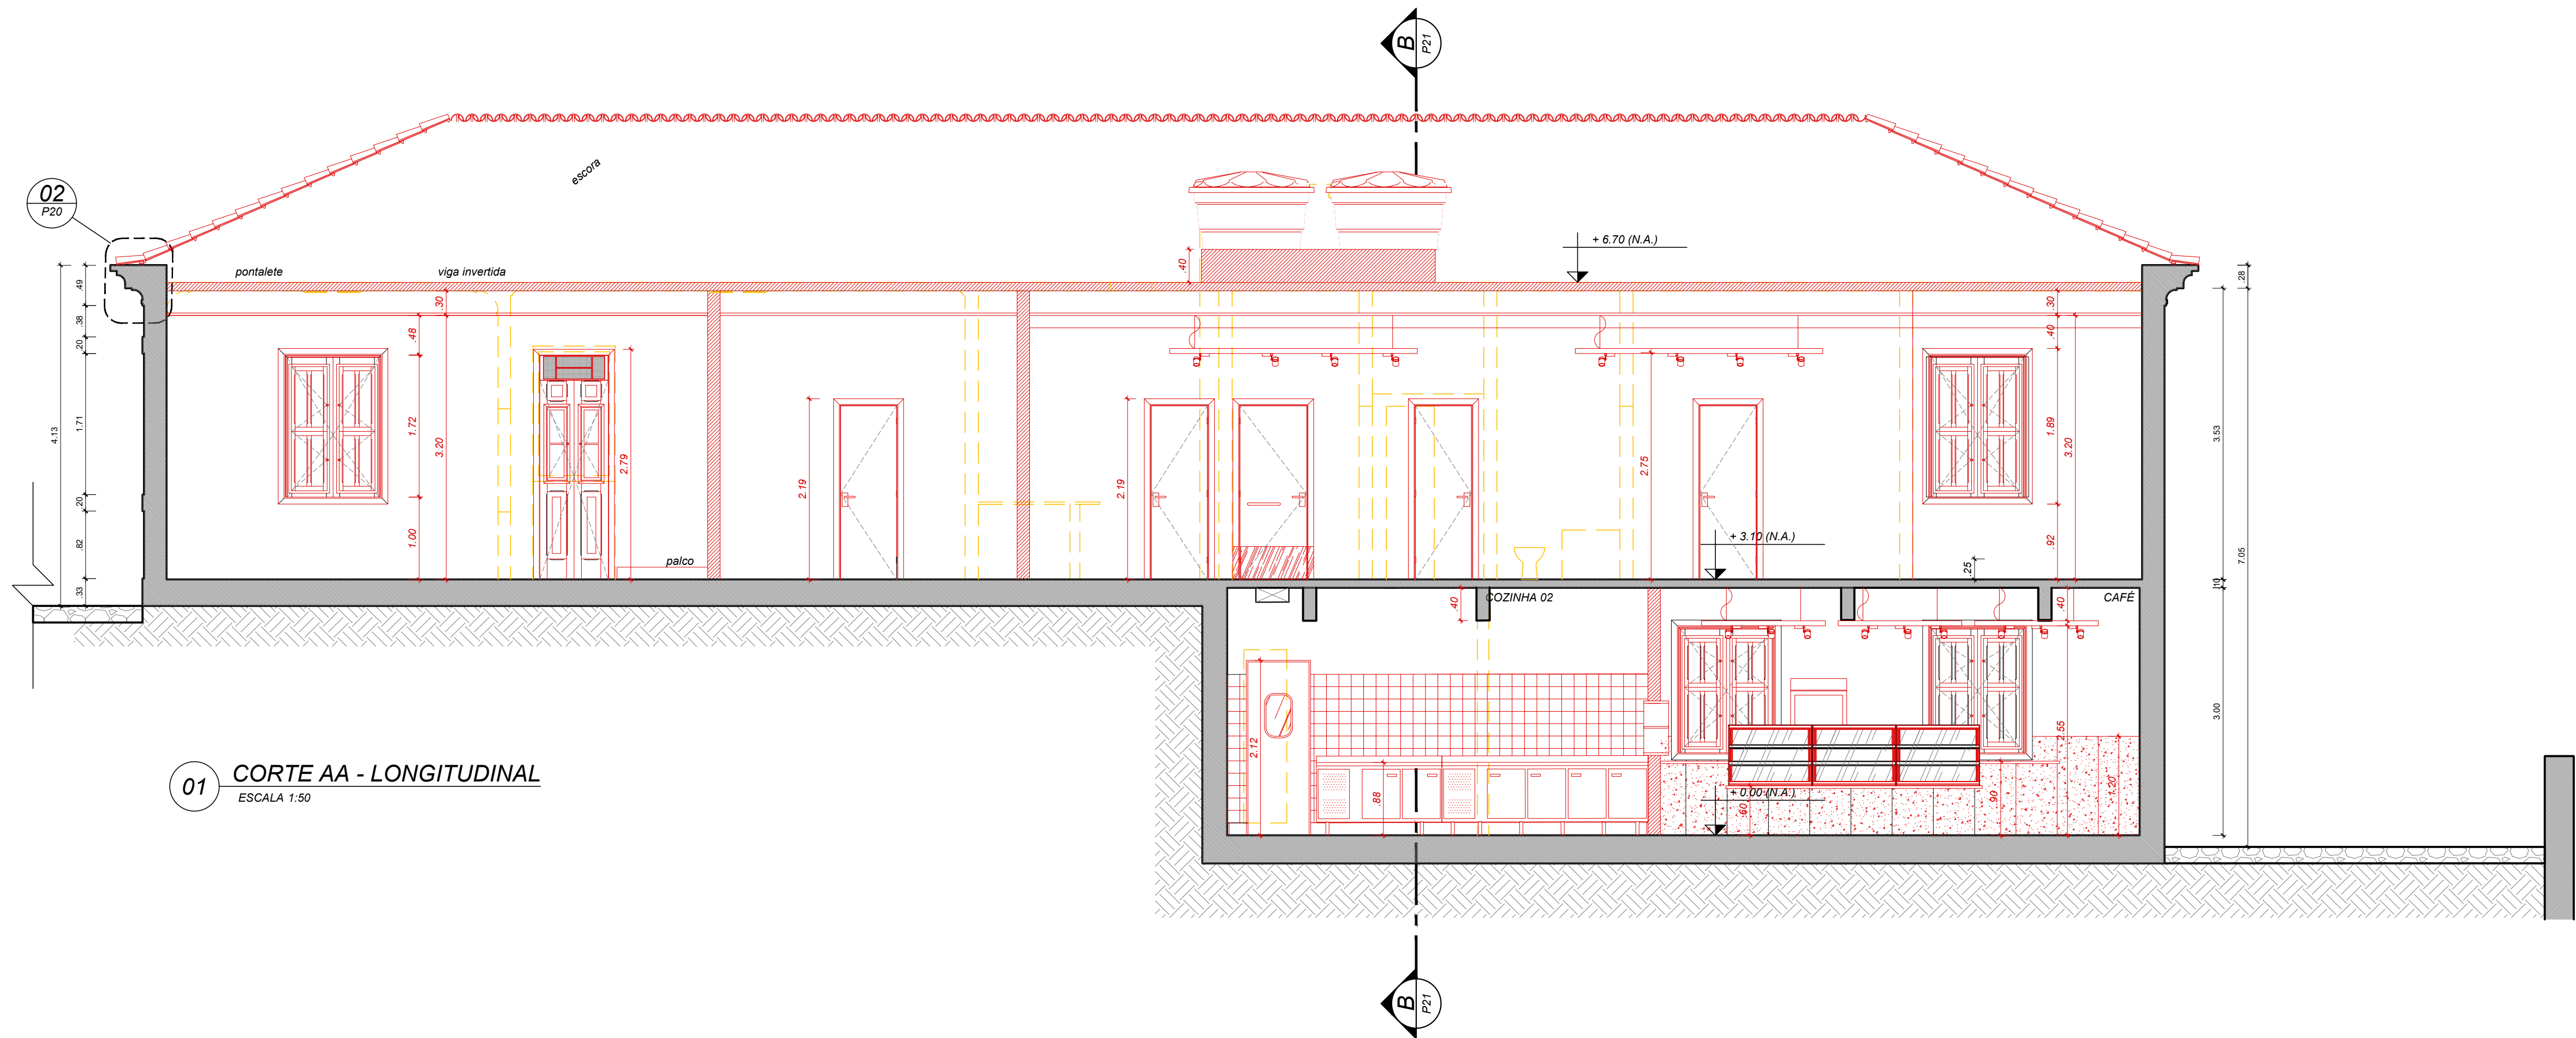 B
P21
escora
02
P20
+ 6.70 (N.A.)
.40
pontalete
viga invertida
.49
.38
.20
1.71
4.13
.20
.82
.33
.30
.48
1.72
3.20
1.00
2.79
palco
2.19
2.19
2.75
+ 3.10 (N.A.)
.25
.30
.40
1.89
3.20
.92
.28
3.53
.10
7.05
3.00
COZINHA 02
CAFÉ
.40
.40
2.12
.88
+ 0.00 (N.A.)
.60
.90
2.55
1.20
01
CORTE AA - LONGITUDINAL
ESCALA 1:50
B
P21